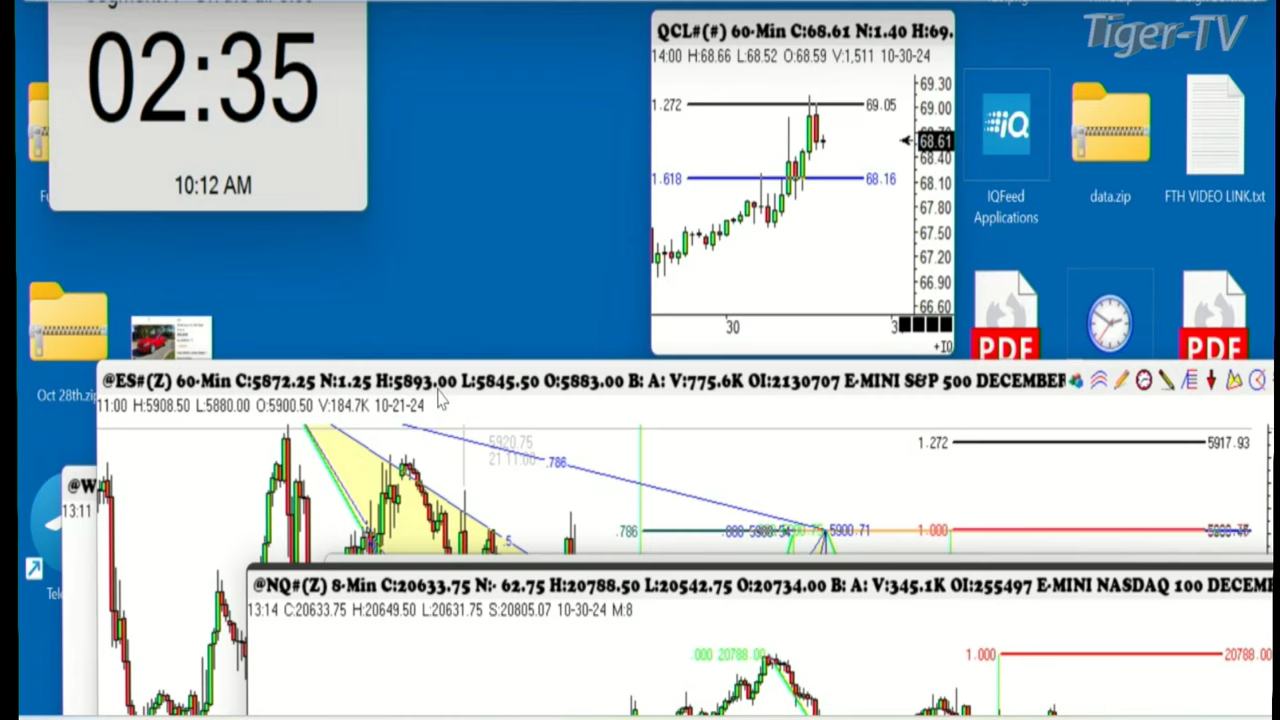 02:35
10:12 AM
QCL#(#) 60-Min C:68.61 N:1.40 H:69.
14:00 H:68.66 L:68.52 O:68.59 V:1,511 10-30-24
69.30
1.272 69.05
69.00
68.61
68.40
1.618 68.16
68.10
67.80
67.50
67.20
66.90
66.60
30
+IO
Tiger-TV
IQ
IQFeed Applications
data.zip
FTH VIDEO LINK.txt
PDF
PDF
Oct 28th.zip
@ES#(Z) 60-Min C:5872.25 N:1.25 H:5893.00 L:5845.50 O:5883.00 B: A: V:775.6K OI:2130707 E-MINI S&P 500 DECEMBER
11:00 H:5908.50 L:5880.00 O:5900.50 V:184.7K 10-21-24
5920.75
21 11:00
.786
1.272 5917.93
.786
5900.71
1.000
.5
@W
13:11
@NQ#(Z) 8-Min C:20633.75 N:- 62.75 H:20788.50 L:20542.75 O:20734.00 B: A: V:345.1K OI:255497 E-MINI NASDAQ 100 DECEM
13:14 C:20633.75 H:20649.50 L:20631.75 S:20805.07 10-30-24 M:8
.000 20788.00
1.000 20788.00